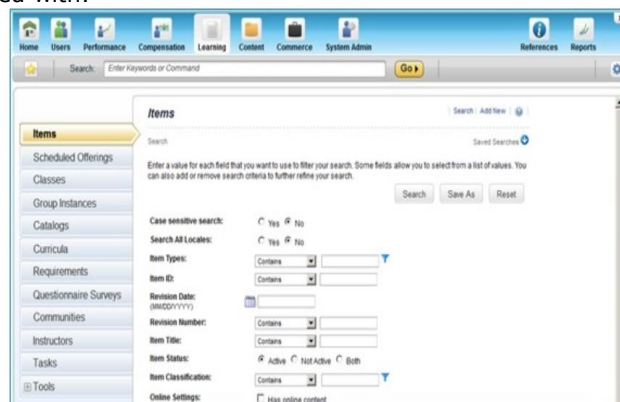 ed with.
Home Users Performance Compensation Learning Content Commerce System Admin References Reports
Search: Enter Keywords or Command Go
Items Search Add New
Items
Search Saved Searches
Scheduled Offerings
Enter a value for each field that you want to use to filter your search. Some fields allow you to select from a list of values. You
can also add or remove search criteria to further refine your search.
Classes
Search Save As Reset
Group Instances
Case sensitive search: Yes No
Catalogs
Search All Locales: Yes No
Curricula
Item Types: Contains
Requirements
Item ID: Contains
Questionnaire Surveys
Revision Date:
(MM/DD/YYYY)
Communities
Revision Number: Contains
Instructors
Item Title: Contains
Tasks
Item Status: Active Not Active Both
Item Classification: Contains
Tools
Online Settings: Has online content